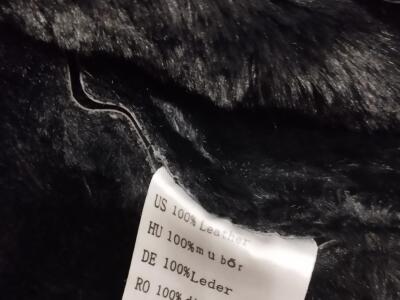 US 100% Leather
HU 100% mu bőr
DE 100% Leder
RO 100%